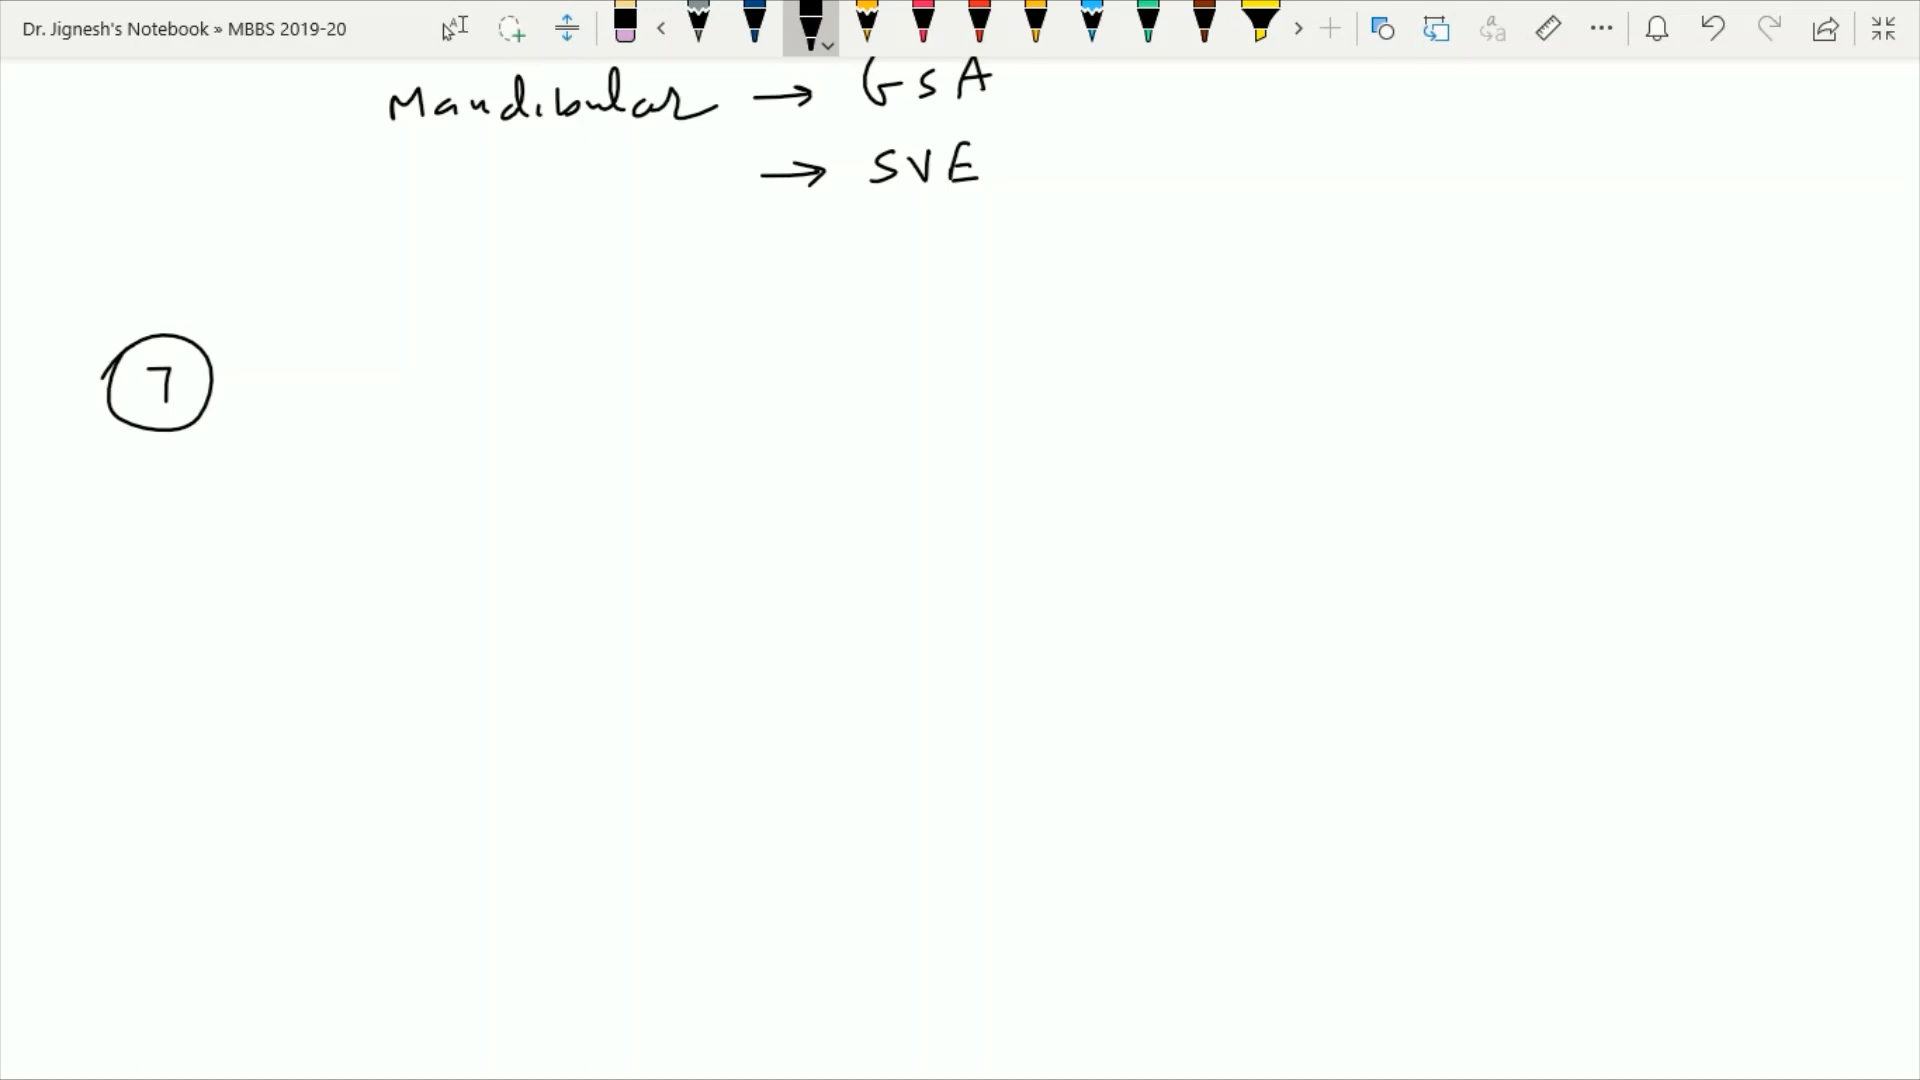 Dr. Jignesh's Notebook » MBBS 2019-20
Mandibular → GSA
→ SVE
7